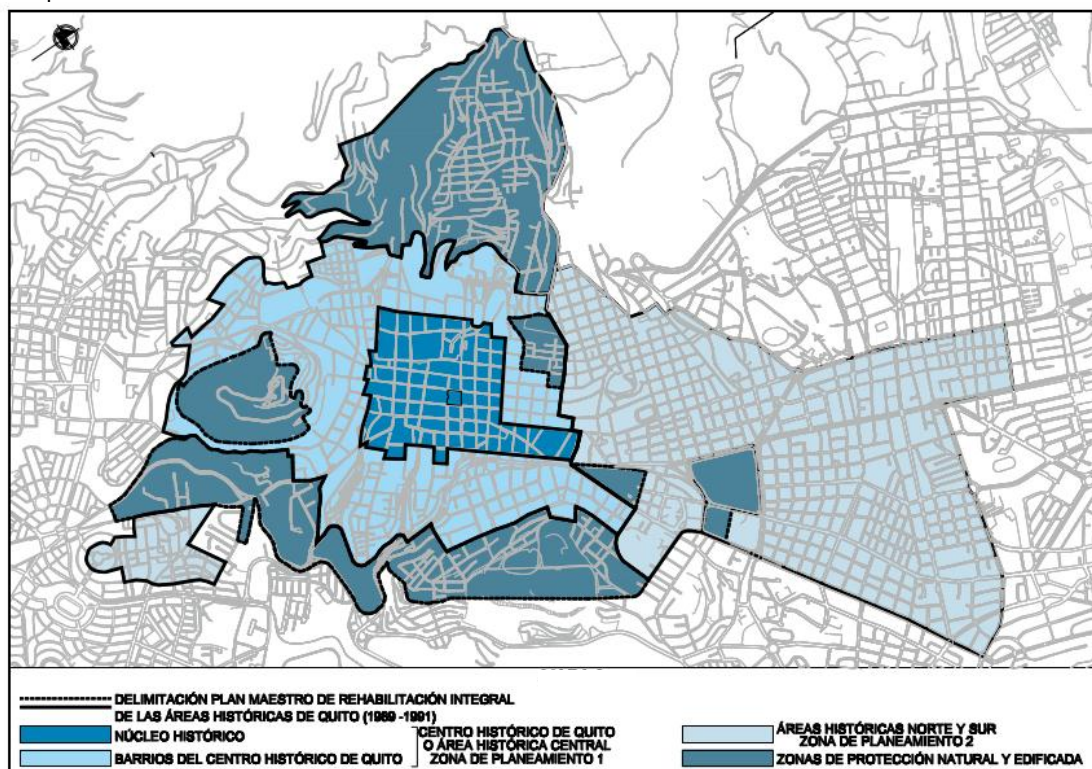 DELIMITACIÓN PLAN MAESTRO DE REHABILITACIÓN INTEGRAL
DE LAS ÁREAS HISTÓRICAS DE QUITO (1989 -1991)
NÚCLEO HISTÓRICO
BARRIOS DEL CENTRO HISTÓRICO DE QUITO
CENTRO HISTÓRICO DE QUITO
O ÁREA HISTÓRICA CENTRAL
ZONA DE PLANEAMIENTO 1
ÁREAS HISTÓRICAS NORTE Y SUR
ZONA DE PLANEAMIENTO 2
ZONAS DE PROTECCIÓN NATURAL Y EDIFICADA